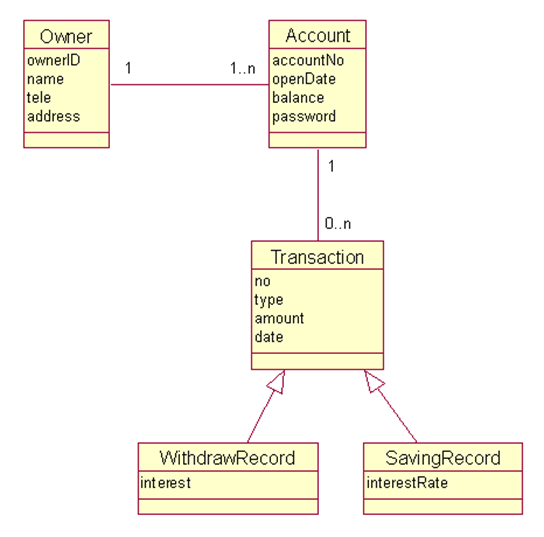 Owner
ownerID
name
tele
address
1
1..n
Account
accountNo
openDate
balance
password
1
0..n
Transaction
no
type
amount
date
WithdrawRecord
interest
SavingRecord
interestRate